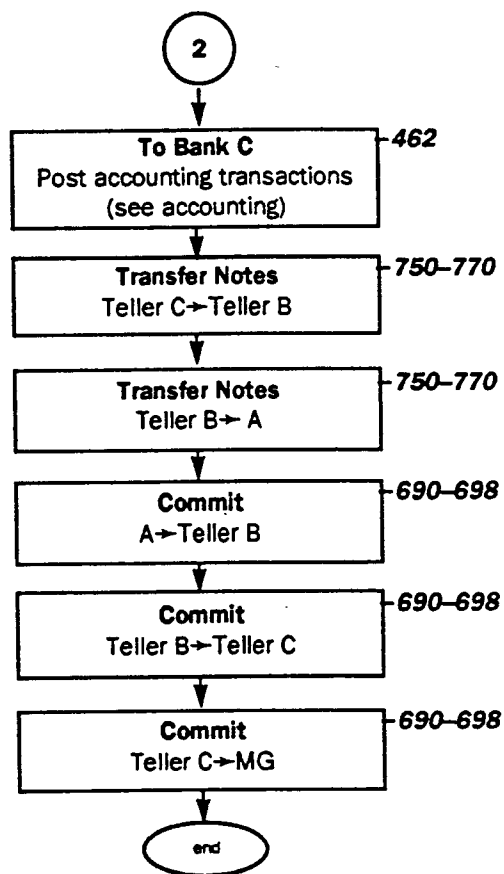 2
To Bank C
462
Post accounting transactions
(see accounting)
Transfer Notes
750–770
Teller C→Teller B
Transfer Notes
750–770
Teller B→ A
Commit
690–698
A→Teller B
Commit
690–698
Teller B→Teller C
Commit
690–698
Teller C→MG
end